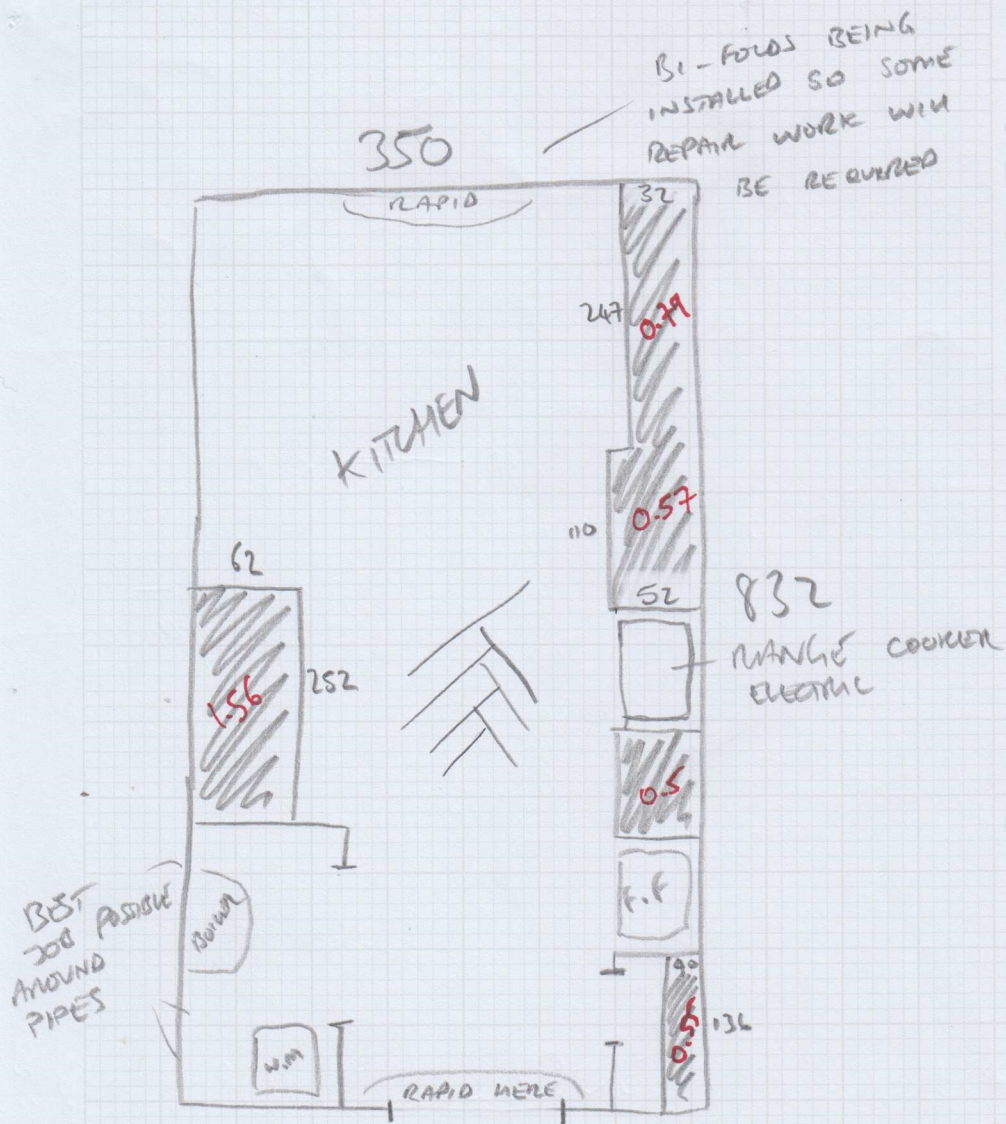 BI-FOLDS BEING
INSTALLED SO SOME
REPAIR WORK WILL
BE REQUIRED
350
RAPID
32
247
0.79
KITCHEN
0.57
110
62
52
832
RANGE COOKER
ELECTRIC
252
1.56
0.5
F.F
BEST
JOB POSSIBLE
AROUND
PIPES
BOILER
40
136
W.M
RAPID HERE